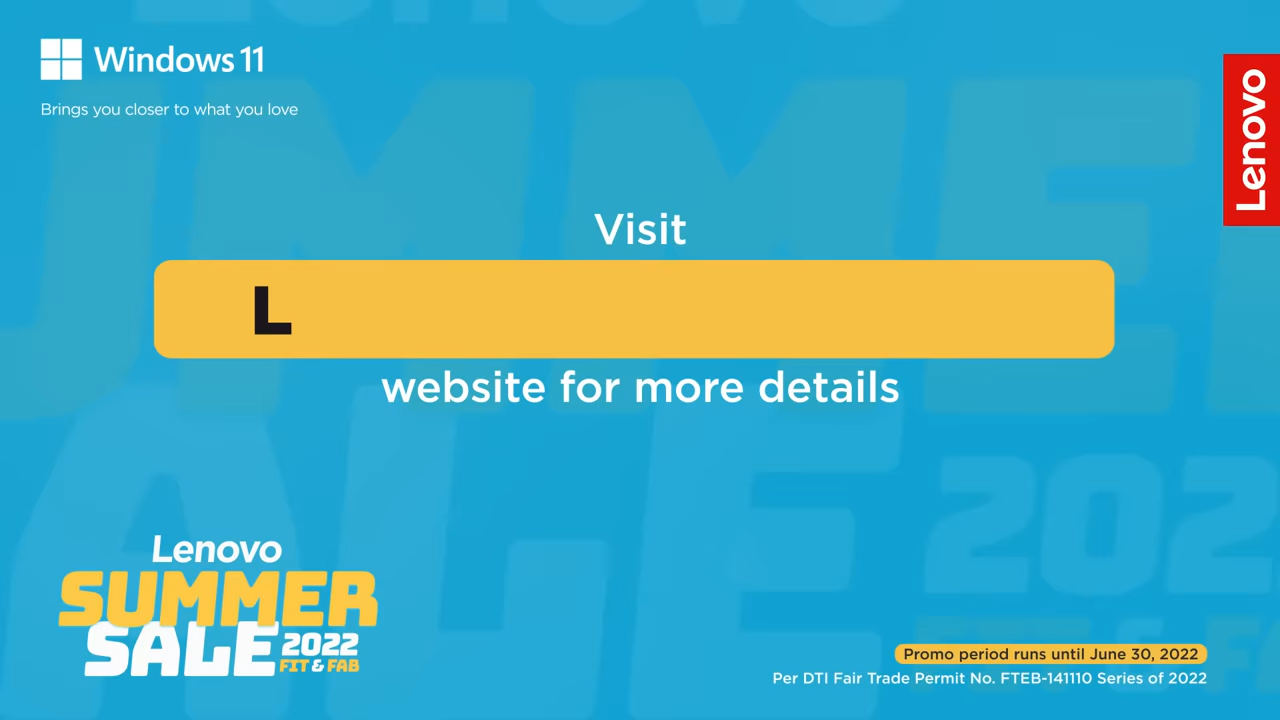 Windows 11
Brings you closer to what you love
Lenovo
Visit
L
website for more details
Lenovo
SUMMER
SALE 2022
FIT & FAB
Promo period runs until June 30, 2022
Per DTI Fair Trade Permit No. FTEB-141110 Series of 2022